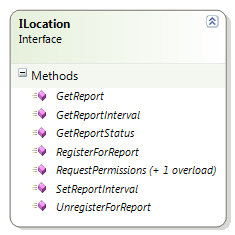 ILocation
Interface
Methods
GetReport
GetReportInterval
GetReportStatus
RegisterForReport
RequestPermissions (+ 1 overload)
SetReportInterval
UnregisterForReport